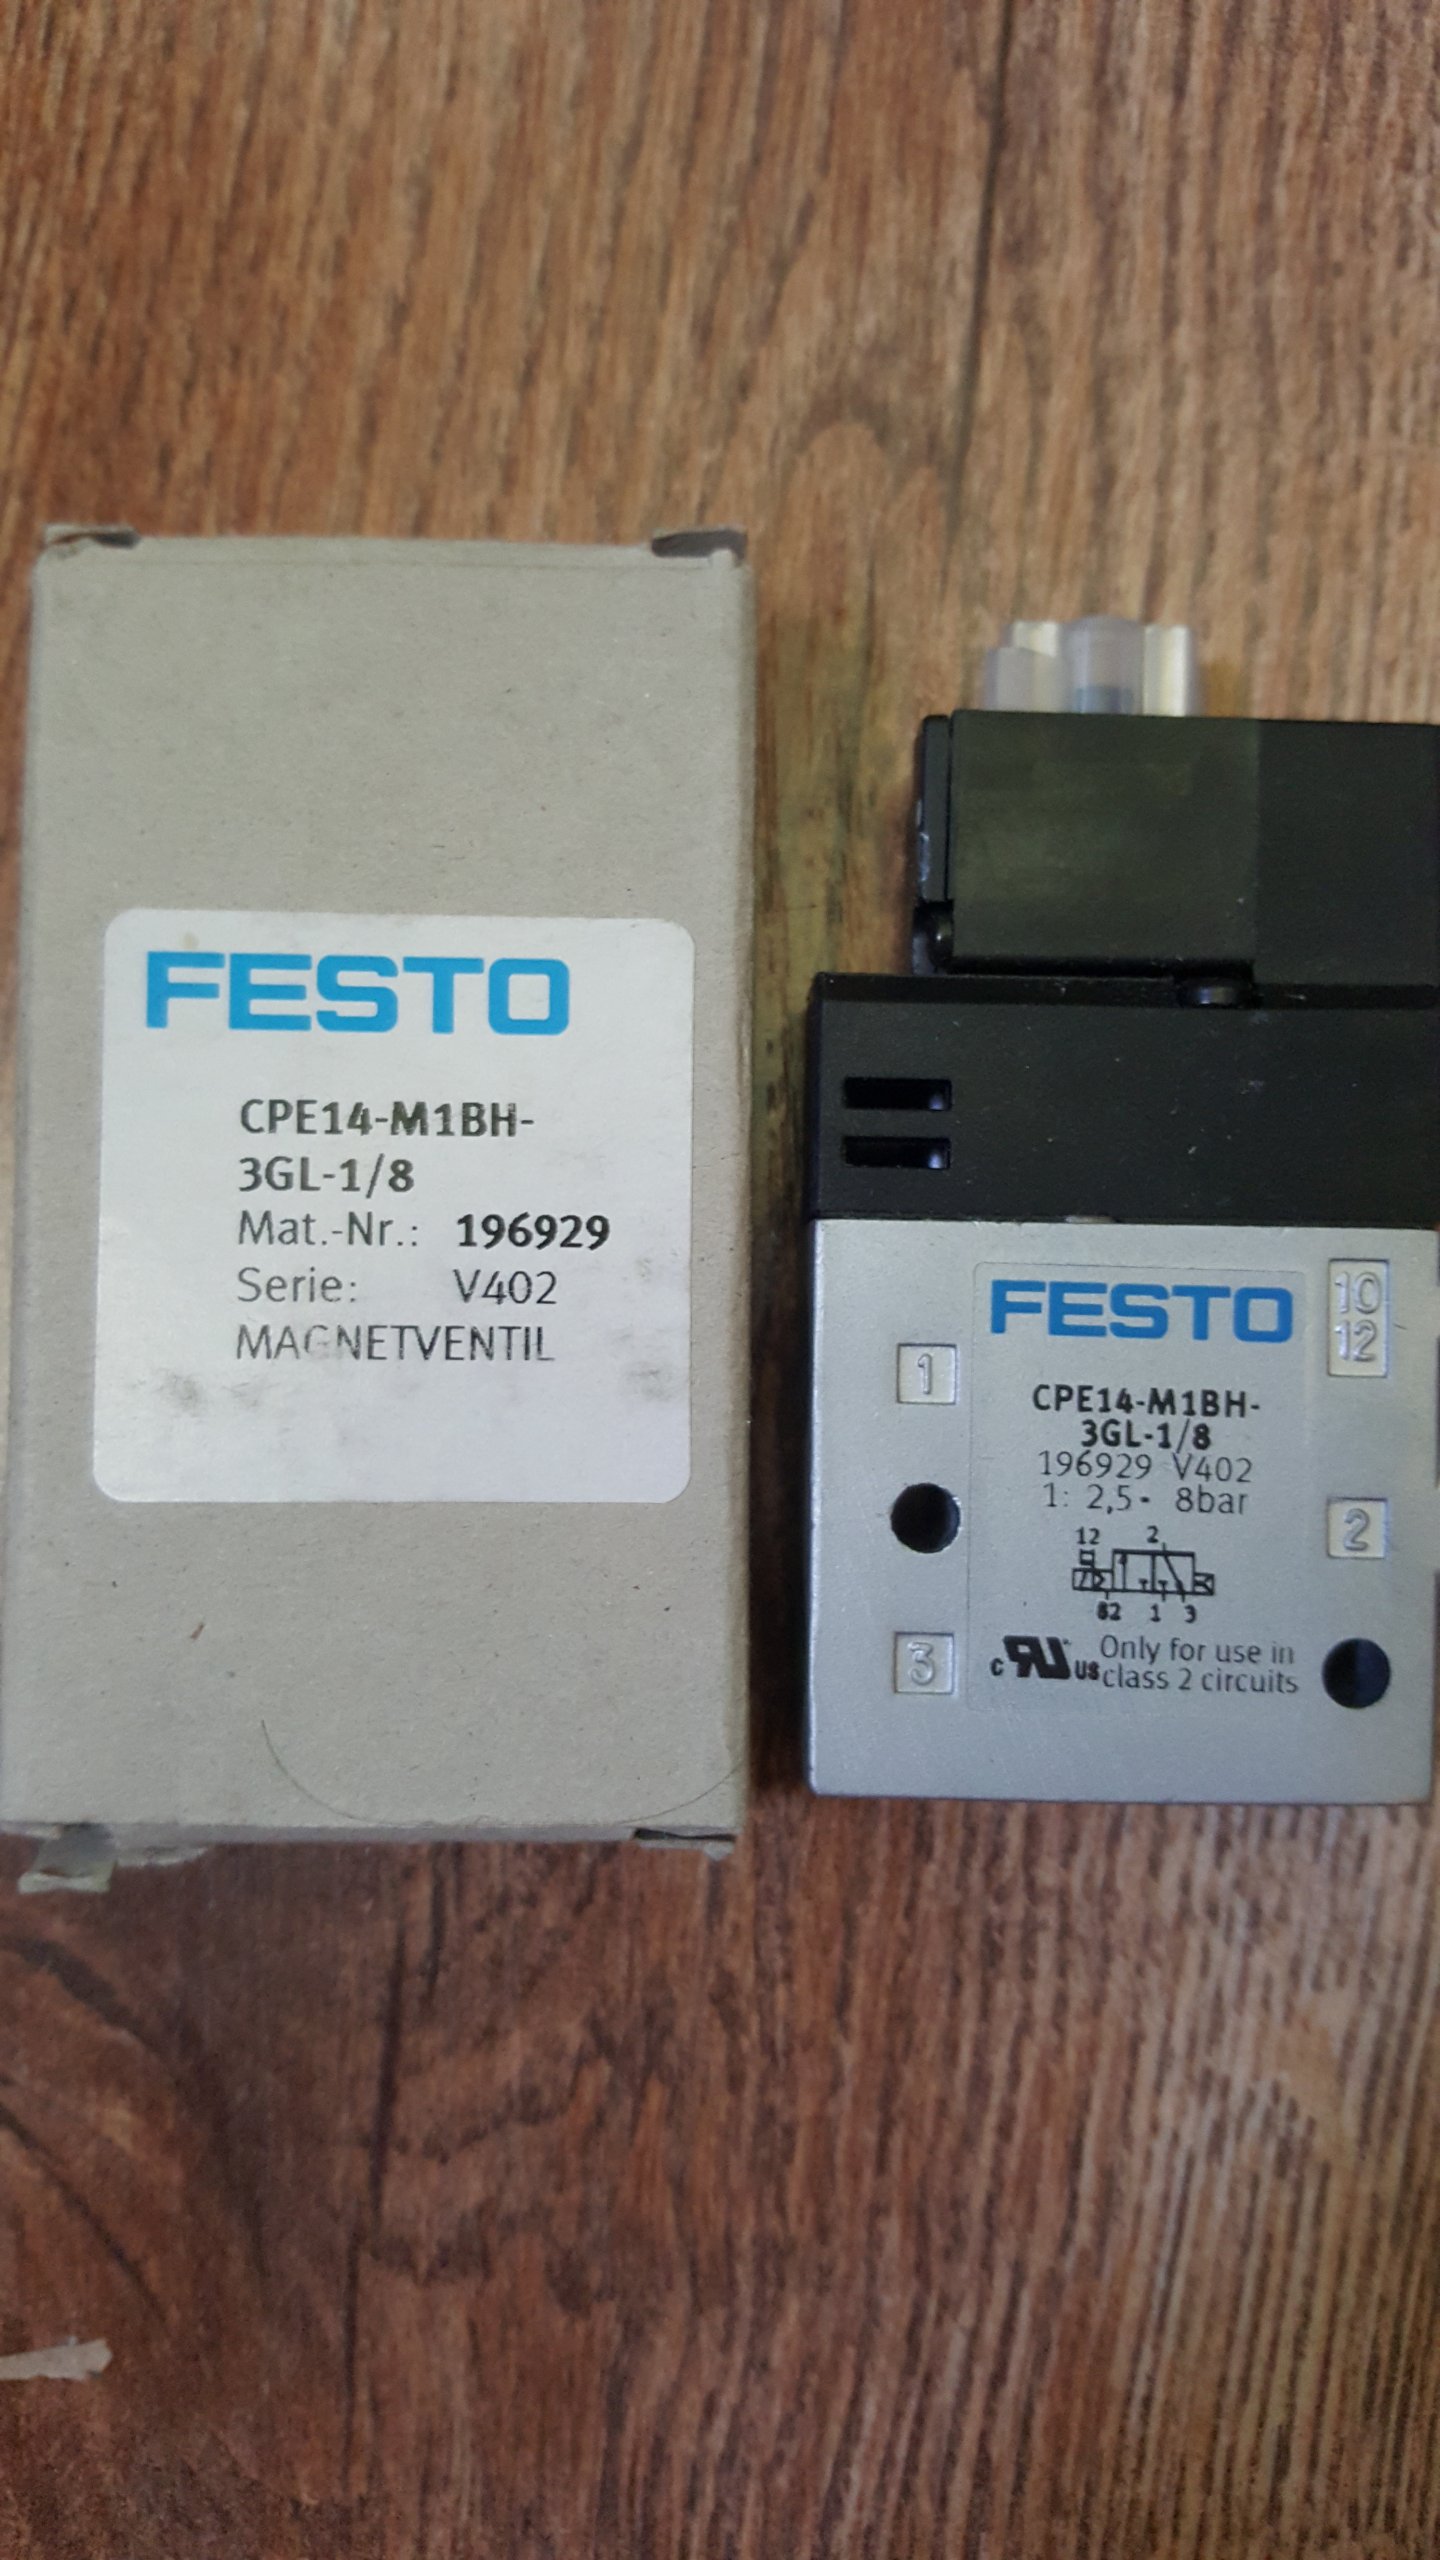 FESTO
CPE14-M1BH-
3GL-1/8
Mat.-Nr.: 196929
Serie: V402
MAGNETVENTIL
FESTO
10
12
1
CPE14-M1BH-
3GL-1/8
196929 V402
1: 2,5- 8bar
2
12 2
82 1 3
3
c RU US Only for use in
class 2 circuits